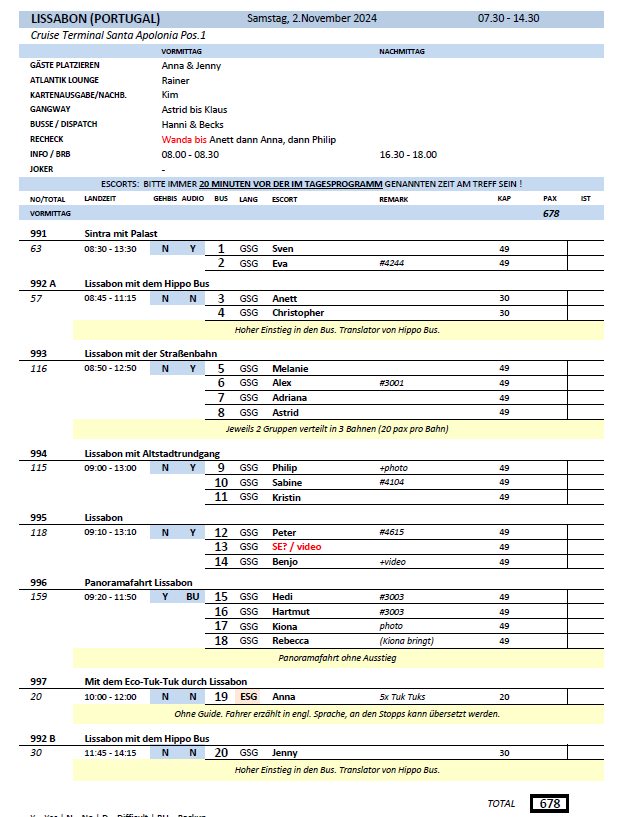 LISSABON (PORTUGAL) Samstag, 2.November 2024 07.30 - 14.30
Cruise Terminal Santa Apolonia Pos.1
VORMITTAG NACHMITTAG
GÄSTE PLATZIEREN Anna & Jenny
ATLANTIK LOUNGE Rainer
KARTENAUSGABE/NACHB. Kim
GANGWAY Astrid bis Klaus
BUSSE / DISPATCH Hanni & Becks
RECHECK Wanda bis Anett dann Anna, dann Philip
INFO / BRB 08.00 - 08.30 16.30 - 18.00
JOKER -
ESCORTS: BITTE IMMER 20 MINUTEN VOR DER IM TAGESPROGRAMM GENANNTEN ZEIT AM TREFF SEIN !
NO/TOTAL LANDZEIT GEHBIS AUDIO BUS LANG ESCORT REMARK KAP PAX IST
VORMITTAG 678
991 Sintra mit Palast
63 08:30 - 13:30 N Y 1 GSG Sven 49
2 GSG Eva #4244 49
992 A Lissabon mit dem Hippo Bus
57 08:45 - 11:15 N N 3 GSG Anett 30
4 GSG Christopher 30
Hoher Einstieg in den Bus. Translator von Hippo Bus.
993 Lissabon mit der Straßenbahn
116 08:50 - 12:50 N Y 5 GSG Melanie 49
6 GSG Alex #3001 49
7 GSG Adriana 49
8 GSG Astrid 49
Jeweils 2 Gruppen verteilt in 3 Bahnen (20 pax pro Bahn)
994 Lissabon mit Altstadtrundgang
115 09:00 - 13:00 N Y 9 GSG Philip +photo 49
10 GSG Sabine #4104 49
11 GSG Kristin 49
995 Lissabon
118 09:10 - 13:10 N Y 12 GSG Peter #4615 49
13 GSG SE? / video 49
14 GSG Benjo +video 49
996 Panoramafahrt Lissabon
159 09:20 - 11:50 Y BU 15 GSG Hedi #3003 49
16 GSG Hartmut #3003 49
17 GSG Kiona photo 49
18 GSG Rebecca (Kiona bringt) 49
Panoramafahrt ohne Ausstieg
997 Mit dem Eco-Tuk-Tuk durch Lissabon
20 10:00 - 12:00 N N 19 ESG Anna 5x Tuk Tuks 20
Ohne Guide. Fahrer erzählt in engl. Sprache, an den Stopps kann übersetzt werden.
992 B Lissabon mit dem Hippo Bus
30 11:45 - 14:15 N N 20 GSG Jenny 30
Hoher Einstieg in den Bus. Translator von Hippo Bus.
TOTAL 678